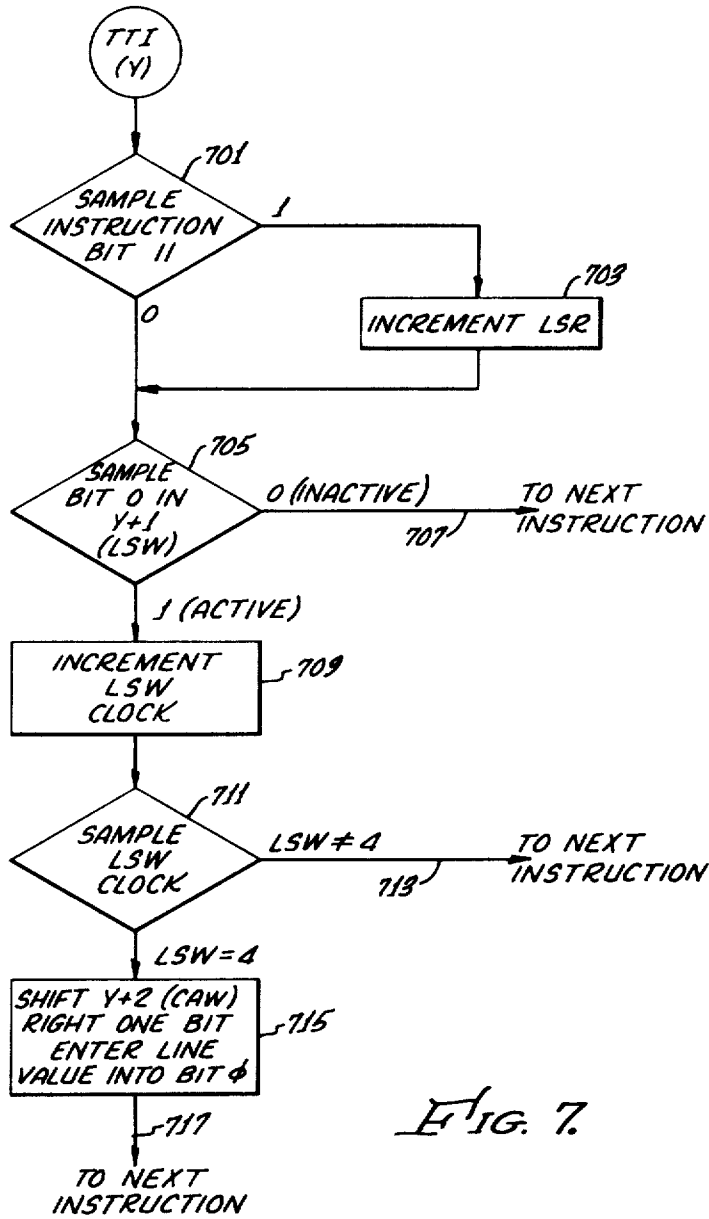 TTI
(Y)
701
SAMPLE
INSTRUCTION
BIT 11
1
0
703
INCREMENT LSR
705
SAMPLE
BIT 0 IN
Y+1
(LSW)
0 (INACTIVE)
707
TO NEXT
INSTRUCTION
1 (ACTIVE)
INCREMENT
LSW
CLOCK
709
711
SAMPLE
LSW
CLOCK
LSW ≠ 4
713
TO NEXT
INSTRUCTION
LSW = 4
SHIFT Y+2 (CAW)
RIGHT ONE BIT
ENTER LINE
VALUE INTO BIT ϕ
715
717
TO NEXT
INSTRUCTION
FIG. 7.